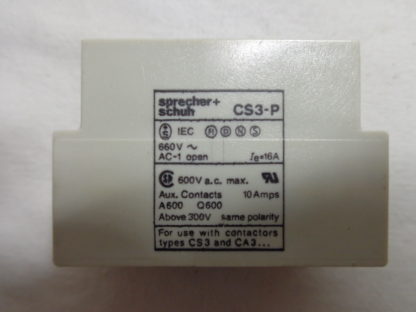 sprecher+
schuh CS3-P
IEC N D N S
660V ~
AC-1 open Ie=16A
600V a.c. max.
Aux. Contacts 10 Amps
A600 Q600
Above 300V same polarity
For use with contactors
types CS3 and CA3...